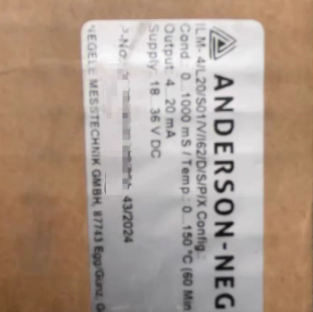 ANDERSON-NEG
ILM-4/L20/S01/V/I62/D/S/P/X Config.:
Cond.: 0...1000 mS / Temp.: 0...150 °C (60 Min
Output: 4...20 mA
Supply: 18...36 V DC
43/2024
NEGELE MESSTECHNIK GMBH, 87743 Egg/Günz, G